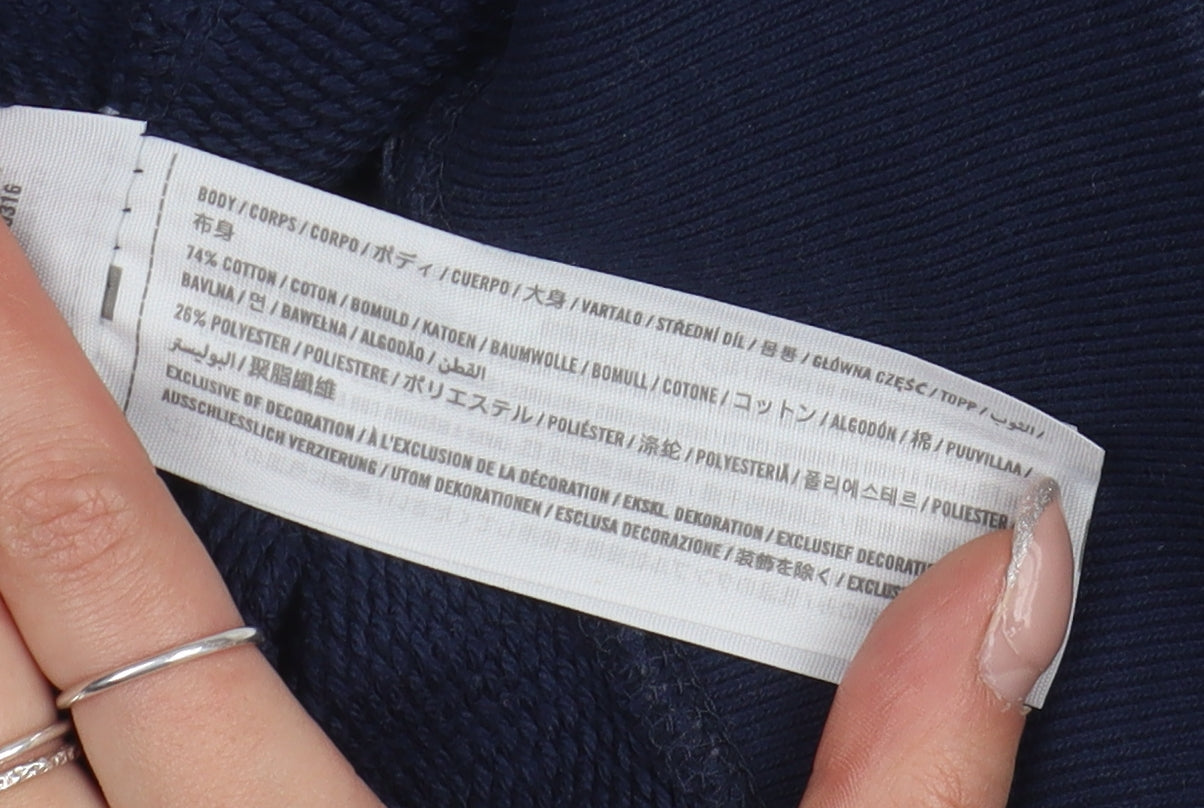 0316
BODY / CORPS / CORPO / ボディ / CUERPO / 大身 / VARTALO / STŘEDNÍ DÍL / 몸통 / GŁÓWNA CZĘŚĆ / TOPP / التوب /
布身
74% COTTON / COTON / BOMULD / KATOEN / BAUMWOLLE / BOMULL / COTONE / コットン / ALGODÓN / 棉 / PUUVILLAA /
BAVLNA / 면 / BAWEŁNA / ALGODÃO / القطن
26% POLYESTER / POLIESTERE / ポリエステル / POLIÉSTER / 涤纶 / POLYESTERIÄ / 폴리에스테르 / POLIESTER
البوليستر / 聚脂纖維
EXCLUSIVE OF DECORATION / À L'EXCLUSION DE LA DÉCORATION / EKSKL. DEKORATION / EXCLUSIEF
AUSSCHLIESSLICH VERZIERUNG / UTOM DEKORATIONEN / ESCLUSA DECORAZIONE / 装飾を除く /